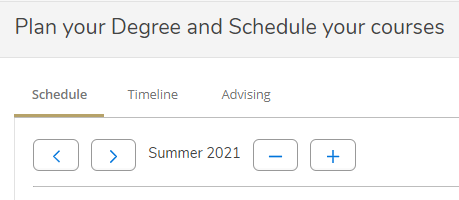 Plan your Degree and Schedule your courses
Schedule Timeline Advising
< > Summer 2021 − +